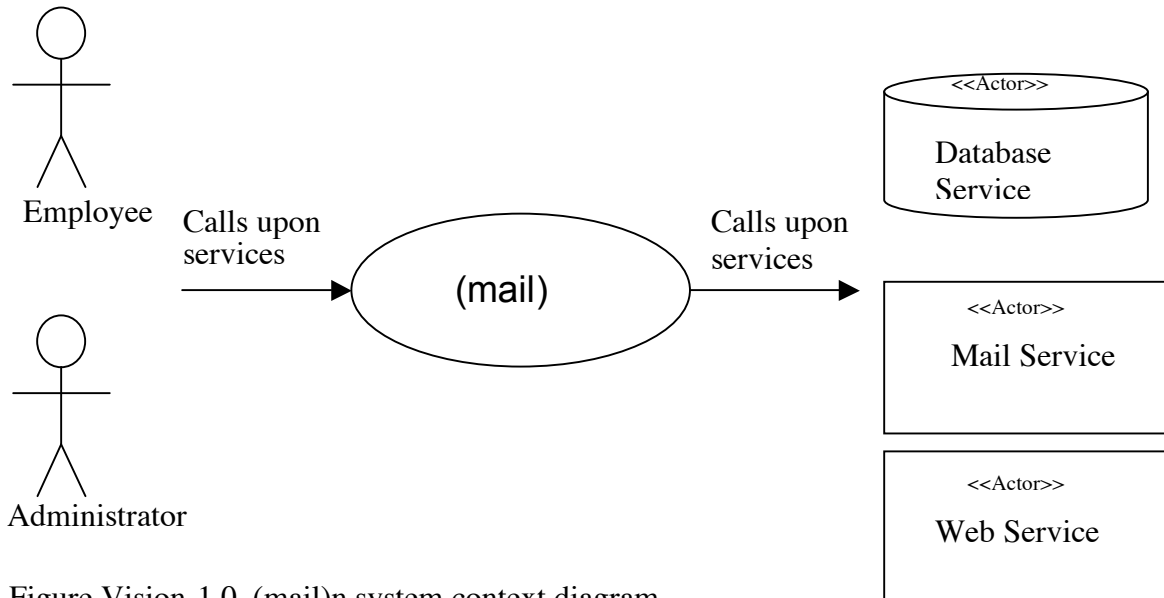 <<Actor>>
Database
Service
Employee
Calls upon
services
(mail)
Calls upon
services
<<Actor>>
Mail Service
<<Actor>>
Web Service
Administrator
Figure Vision-1.0. (mail)n system context diagram